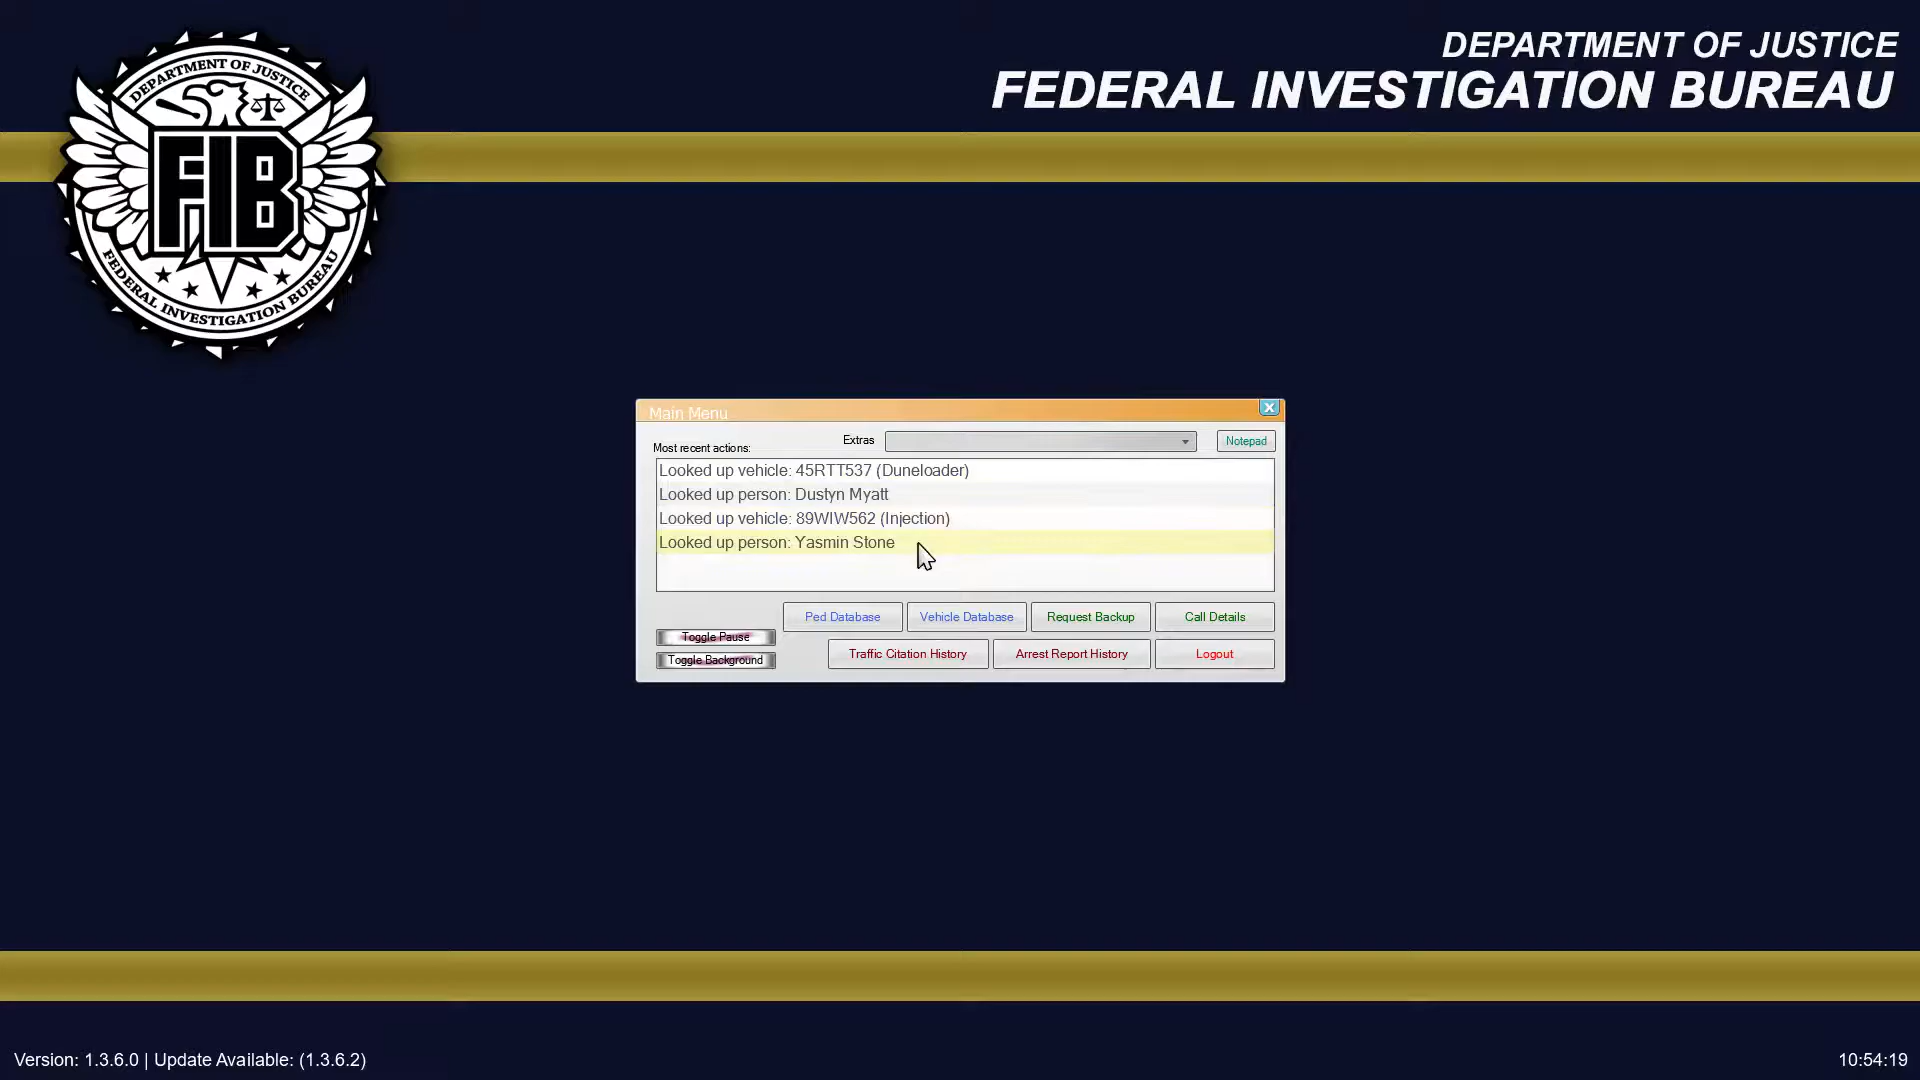 DEPARTMENT OF JUSTICE
FEDERAL INVESTIGATION BUREAU
DEPARTMENT OF JUSTICE
FIB
FEDERAL INVESTIGATION BUREAU
Main Menu
Most recent actions:
Extras
Notepad
Looked up vehicle: 45RTT537 (Duneloader)
Looked up person: Dustyn Myatt
Looked up vehicle: 89WIW562 (Injection)
Looked up person: Yasmin Stone
Ped Database
Vehicle Database
Request Backup
Call Details
Toggle Pause
Toggle Background
Traffic Citation History
Arrest Report History
Logout
Version: 1.3.6.0 | Update Available: (1.3.6.2)
10:54:19